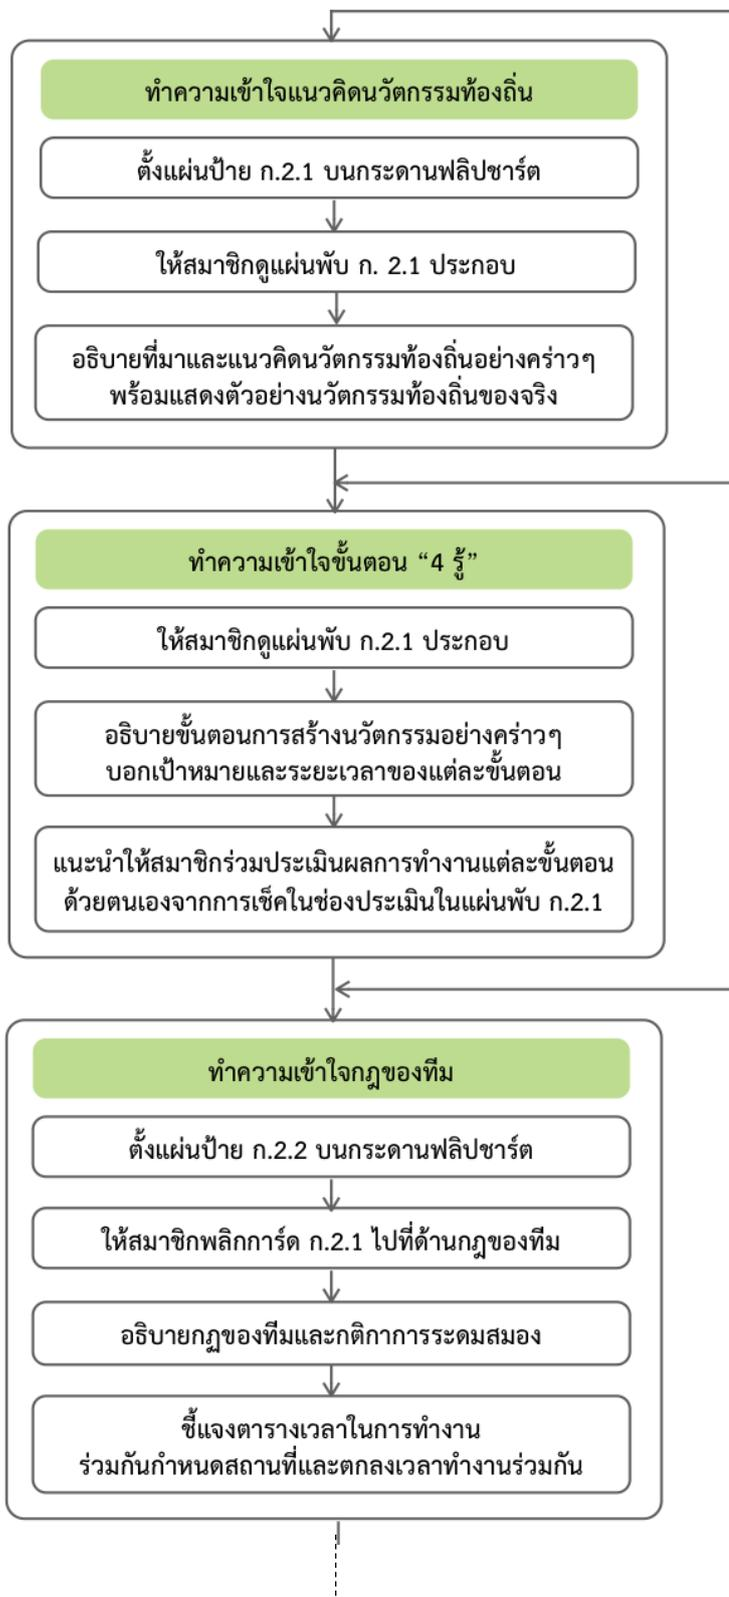 ทำความเข้าใจแนวคิดนวัตกรรมท้องถิ่น
ตั้งแผ่นป้าย ก.2.1 บนกระดานฟลิปชาร์ต
ให้สมาชิกดูแผ่นพับ ก. 2.1 ประกอบ
อธิบายที่มาและแนวคิดนวัตกรรมท้องถิ่นอย่างคร่าวๆ
พร้อมแสดงตัวอย่างนวัตกรรมท้องถิ่นของจริง
ทำความเข้าใจขั้นตอน “4 รู้”
ให้สมาชิกดูแผ่นพับ ก.2.1 ประกอบ
อธิบายขั้นตอนการสร้างนวัตกรรมอย่างคร่าวๆ
บอกเป้าหมายและระยะเวลาของแต่ละขั้นตอน
แนะนำให้สมาชิกร่วมประเมินผลการทำงานแต่ละขั้นตอน
ด้วยตนเองจากการเช็คในช่องประเมินในแผ่นพับ ก.2.1
ทำความเข้าใจกฎของทีม
ตั้งแผ่นป้าย ก.2.2 บนกระดานฟลิปชาร์ต
ให้สมาชิกพลิกการ์ด ก.2.1 ไปที่ด้านกฎของทีม
อธิบายกฏของทีมและกติกาการระดมสมอง
ชี้แจงตารางเวลาในการทำงาน
ร่วมกันกำหนดสถานที่และตกลงเวลาทำงานร่วมกัน